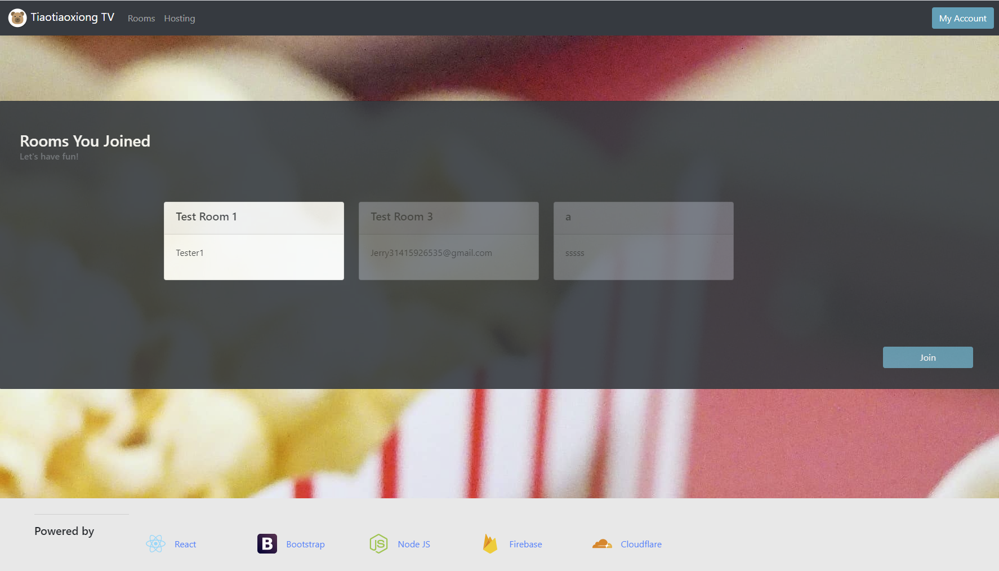 Tiaotiaoxiong TV
Rooms
Hosting
My Account
Rooms You Joined
Let's have fun!
Test Room 1
Tester1
Test Room 3
Jerry31415926535@gmail.com
a
sssss
Join
Powered by
React
B
Bootstrap
JS
Node JS
Firebase
Cloudflare